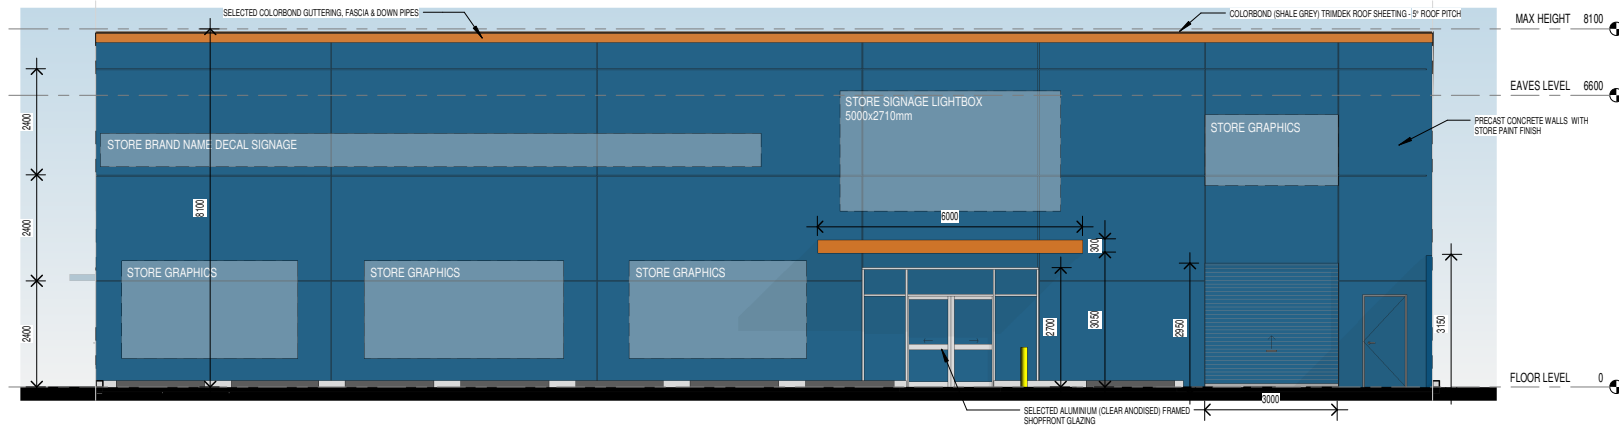 SELECTED COLORBOND GUTTERING, FASCIA & DOWN PIPES
COLORBOND (SHALE GREY) TRIMDEK ROOF SHEETING - 5° ROOF PITCH
MAX HEIGHT 8100
EAVES LEVEL 6600
PRECAST CONCRETE WALLS WITH
STORE PAINT FINISH
STORE SIGNAGE LIGHTBOX
5000x2710mm
STORE GRAPHICS
STORE BRAND NAME DECAL SIGNAGE
2400
2400
2400
8100
6000
300
STORE GRAPHICS
STORE GRAPHICS
STORE GRAPHICS
2700
3050
2950
3150
FLOOR LEVEL 0
3000
SELECTED ALUMINIUM (CLEAR ANODISED) FRAMED
SHOPFRONT GLAZING